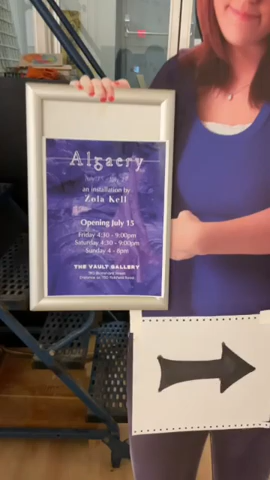 Algaery
an installation by
Zola Kell
Opening July 13
Friday 4:30 - 9:00pm
Saturday 4:30 - 9:00pm
Sunday 4 - 8pm
THE VAULT GALLERY